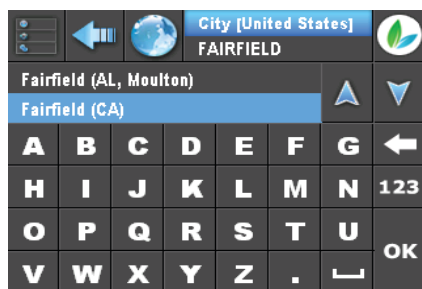 City [United States]
FAIRFIELD
Fairfield (AL, Moulton)
Fairfield (CA)
A B C D E F G
H I J K L M N 123
O P Q R S T U
OK
V W X Y Z .